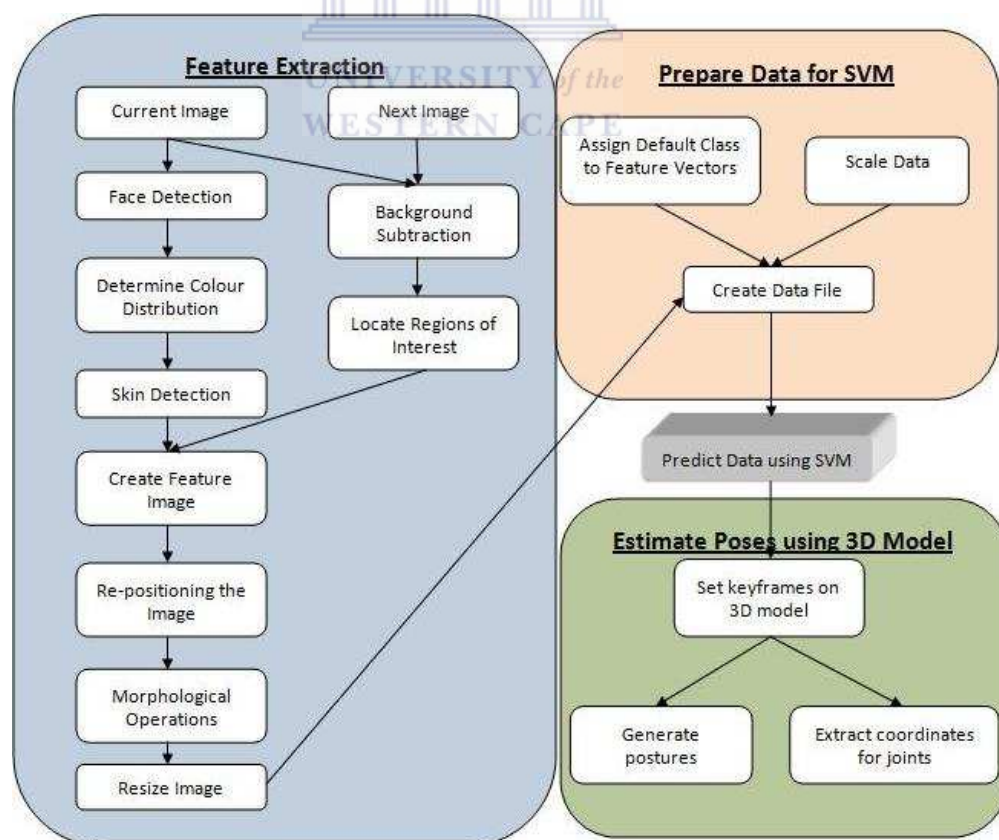 Feature Extraction
UNIVERSITY of the
WESTERN CAPE
Current Image
Next Image
Face Detection
Background
Subtraction
Determine Colour
Distribution
Locate Regions of
Interest
Skin Detection
Create Feature
Image
Re-positioning the
Image
Morphological
Operations
Resize Image
Prepare Data for SVM
Assign Default Class
to Feature Vectors
Scale Data
Create Data File
Predict Data using SVM
Estimate Poses using 3D Model
Set keyframes on
3D model
Generate
postures
Extract coordinates
for joints